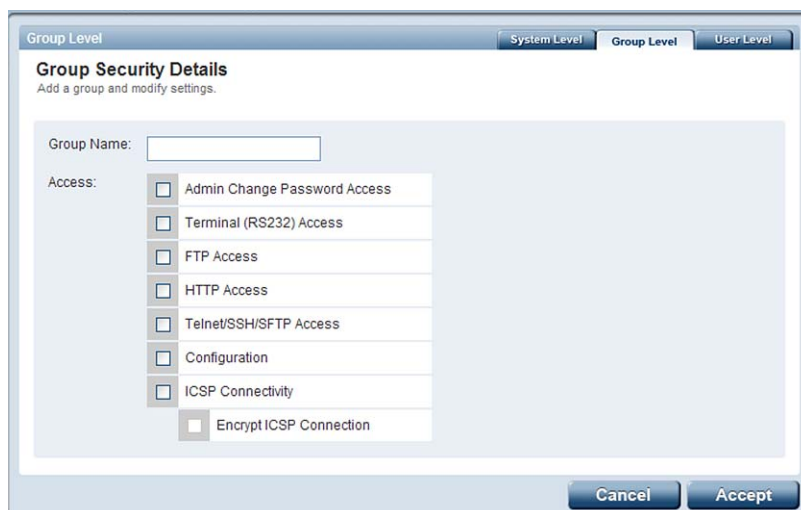 Group Level
System Level
Group Level
User Level
Group Security Details
Add a group and modify settings.
Group Name:
Access:
Admin Change Password Access
Terminal (RS232) Access
FTP Access
HTTP Access
Telnet/SSH/SFTP Access
Configuration
ICSP Connectivity
Encrypt ICSP Connection
Cancel
Accept